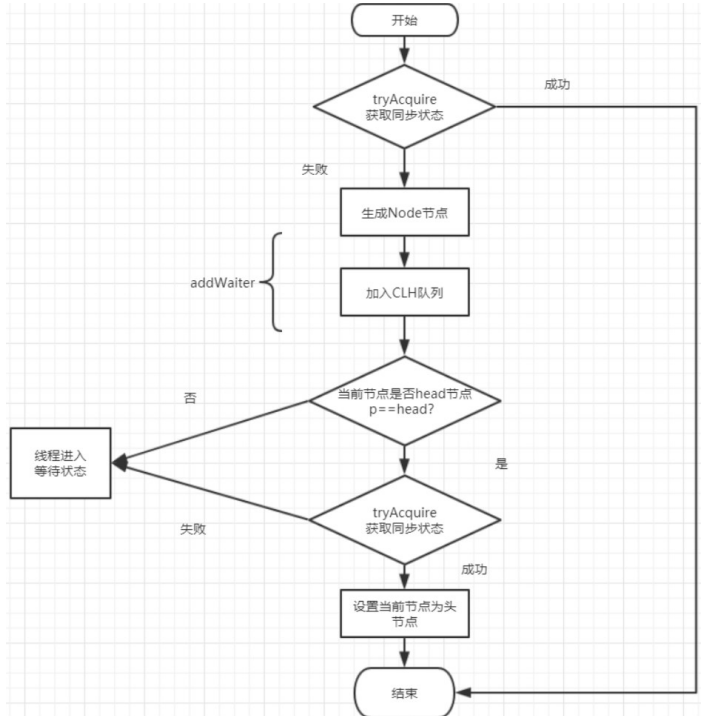 开始
成功
tryAcquire
获取同步状态
失败
生成Node节点
addWaiter
加入CLH队列
当前节点是否head节点
p==head?
否
线程进入
等待状态
是
tryAcquire
获取同步状态
失败
成功
设置当前节点为头
节点
结束